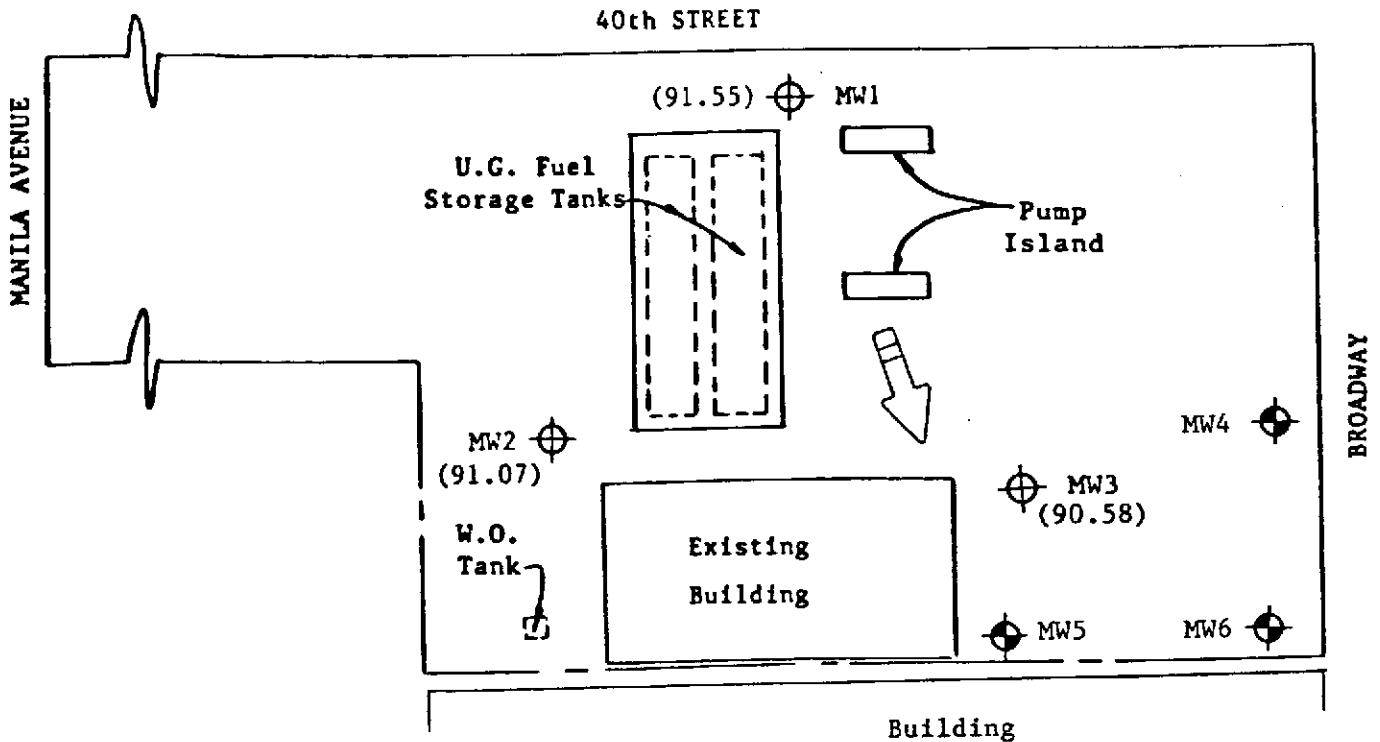 40th STREET
MANILA AVENUE
(91.55)
MW1
U.G. Fuel
Storage Tanks
Pump
Island
BROADWAY
MW4
MW2
(91.07)
MW3
(90.58)
W.O.
Tank
Existing
Building
MW5
MW6
Building